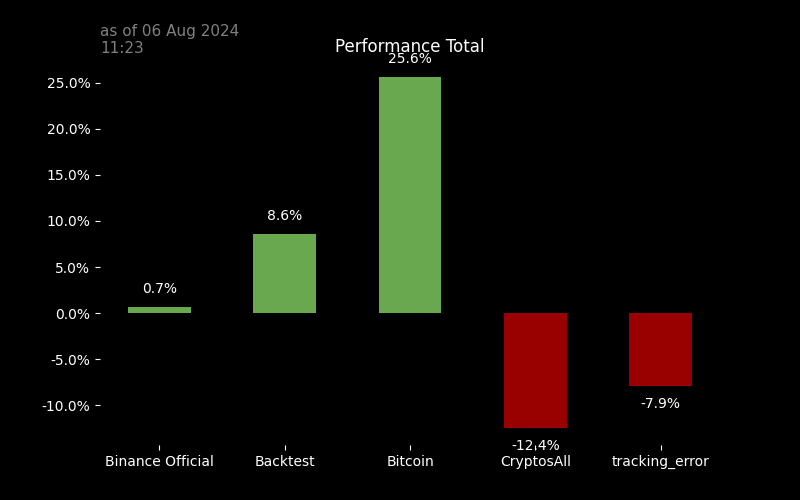 as of 06 Aug 2024
11:23
Performance Total
25.6%
25.0%
20.0%
15.0%
10.0%
8.6%
5.0%
0.7%
0.0%
-5.0%
-10.0%
-7.9%
-12.4%
Binance Official
Backtest
Bitcoin
CryptosAll
tracking_error